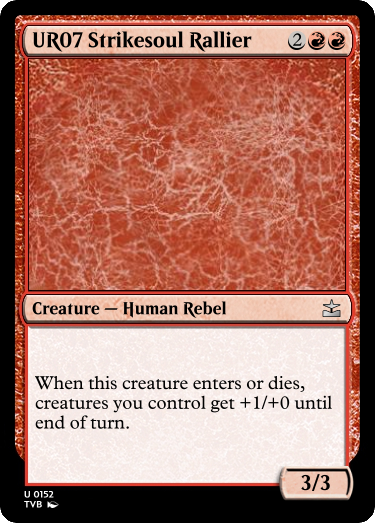 UR07 Strikesoul Rallier 2
Creature — Human Rebel
When this creature enters or dies,
creatures you control get +1/+0 until
end of turn.
3/3
U 0152
TVB